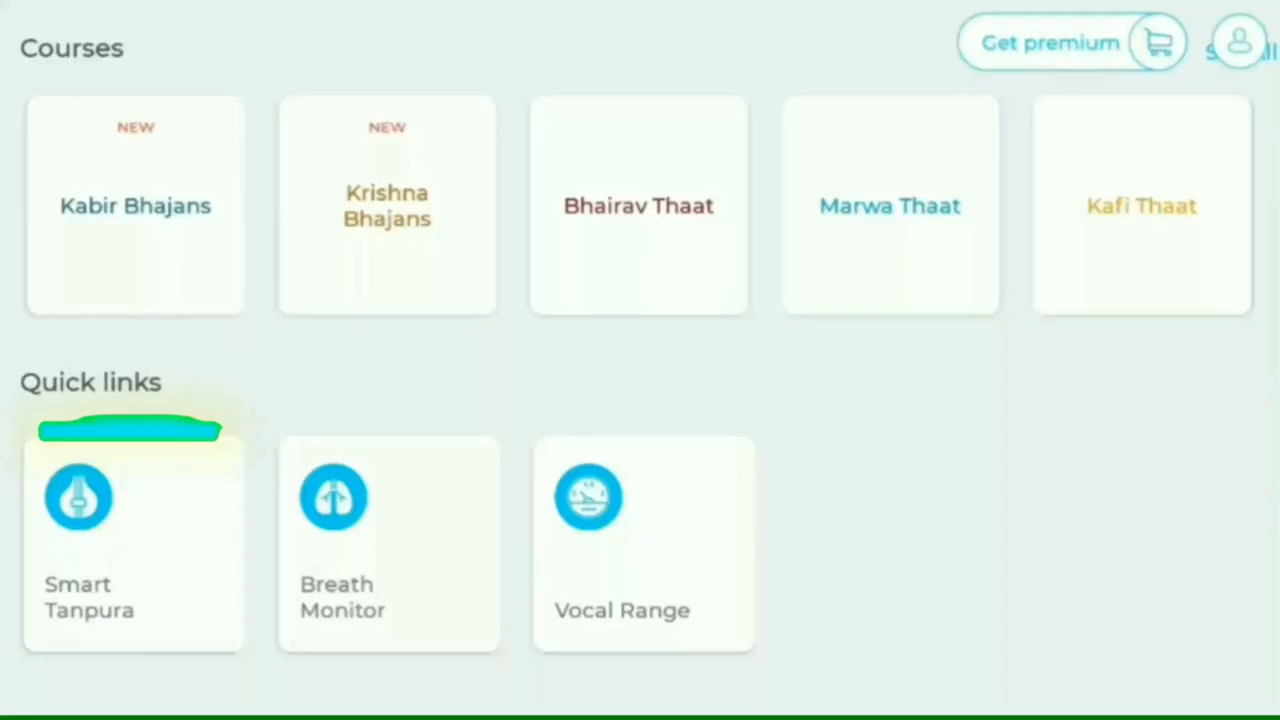 Courses
Get premium
NEW
Kabir Bhajans
NEW
Krishna
Bhajans
Bhairav Thaat
Marwa Thaat
Kafi Thaat
Quick links
Smart
Tanpura
Breath
Monitor
Vocal Range